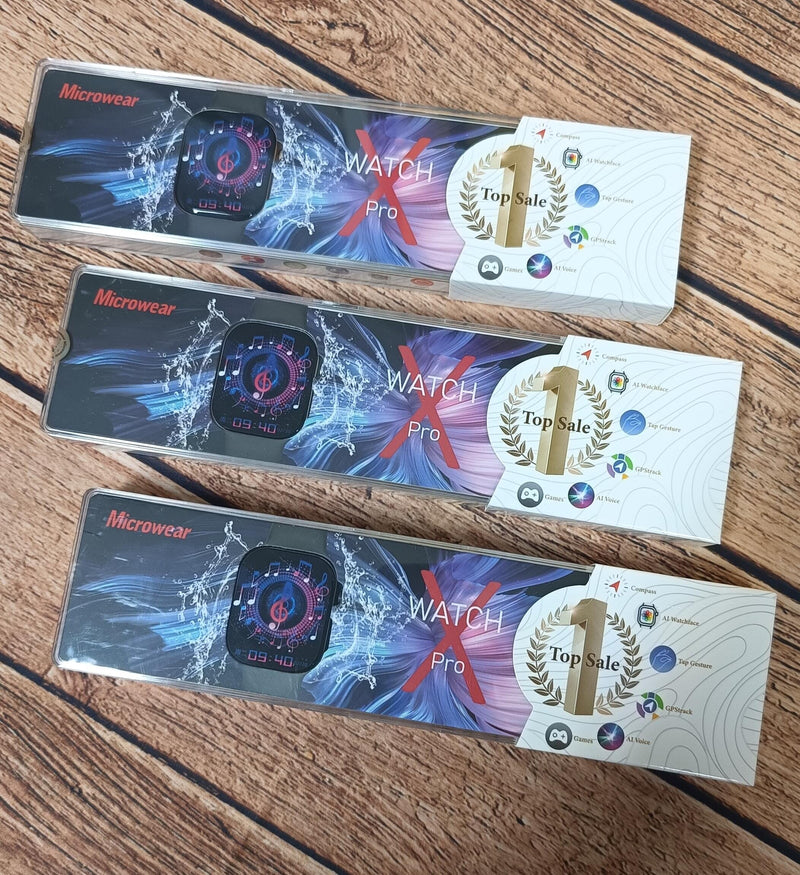 Microwear
09:40
WATCH
X
Pro
1
Top Sale
Compass
AI Watchface
Tap Gesture
GPStrack
Games
AI Voice
Microwear
09:40
WATCH
X
Pro
1
Top Sale
Compass
AI Watchface
Tap Gesture
GPStrack
Games
AI Voice
Microwear
09:40
WATCH
X
Pro
1
Top Sale
Compass
AI Watchface
Tap Gesture
GPStrack
Games
AI Voice